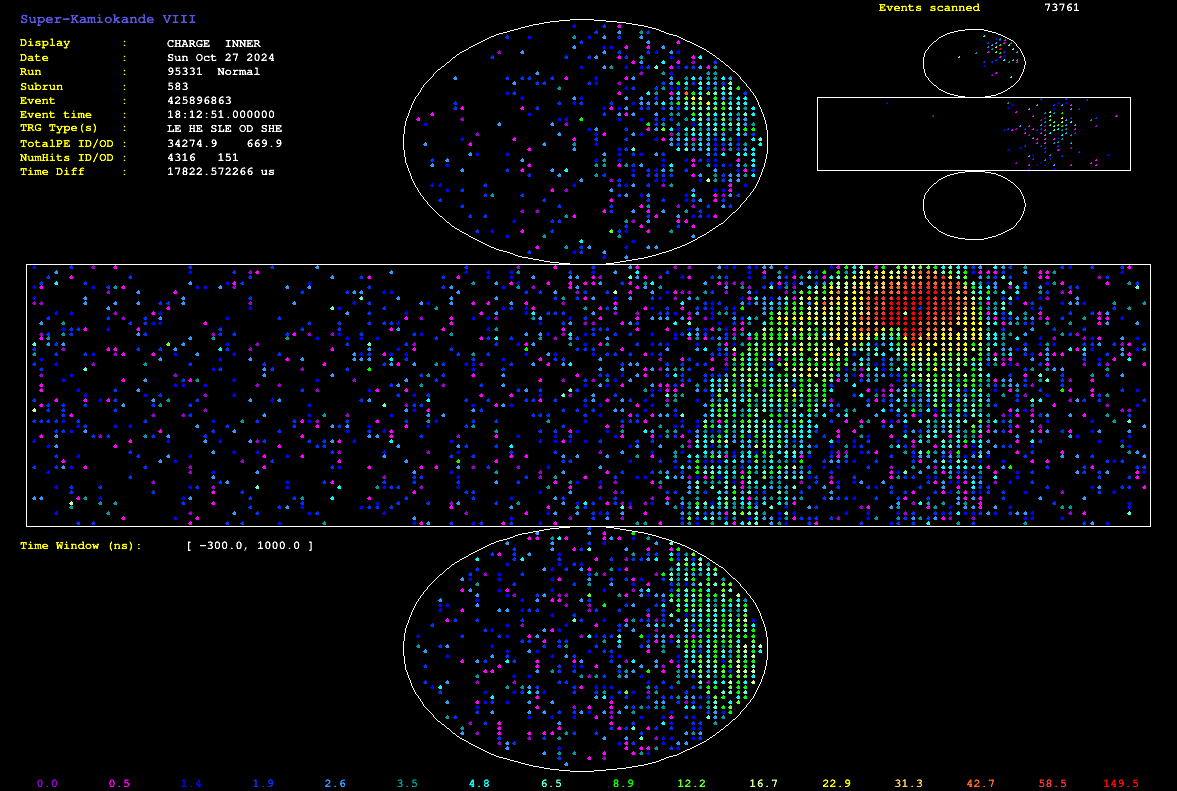 Super-Kamiokande VIII
Events scanned 73761
Display : CHARGE INNER
Date : Sun Oct 27 2024
Run : 95331 Normal
Subrun : 583
Event : 425896863
Event time : 18:12:51.000000
TRG Type(s) : LE HE SLE OD SHE
TotalPE ID/OD : 34274.9 669.9
NumHits ID/OD : 4316 151
Time Diff : 17822.572266 us
Time Window (ns): [ -300.0, 1000.0 ]
0.0 0.5 1.4 1.9 2.6 3.5 4.8 6.5 8.9 12.2 16.7 22.9 31.3 42.7 58.5 149.5